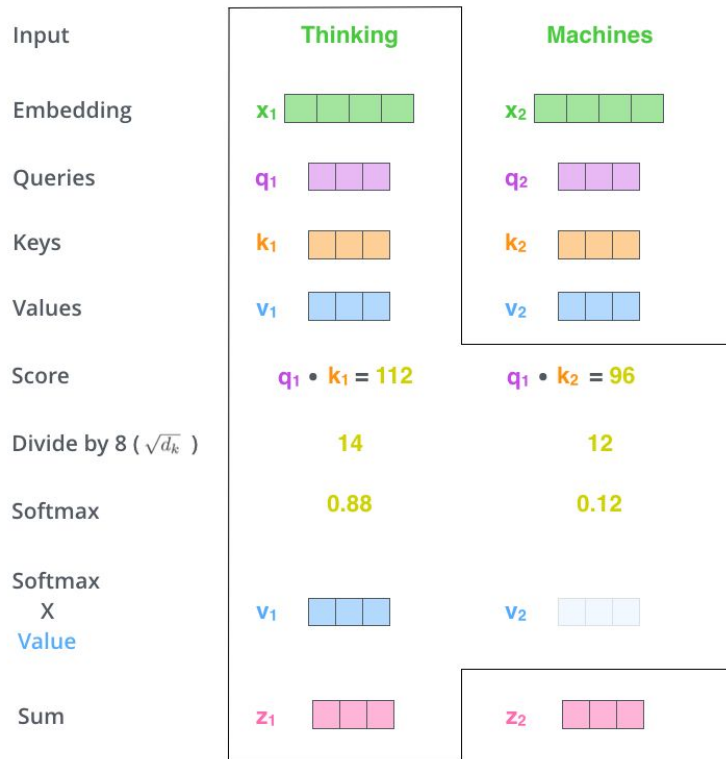 Input Thinking Machines
Embedding x₁ x₂
Queries q₁ q₂
Keys k₁ k₂
Values v₁ v₂
Score q₁ • k₁ = 112 q₁ • k₂ = 96
Divide by 8 ( √dₖ ) 14 12
Softmax 0.88 0.12
Softmax
X
Value v₁ v₂
Sum z₁ z₂